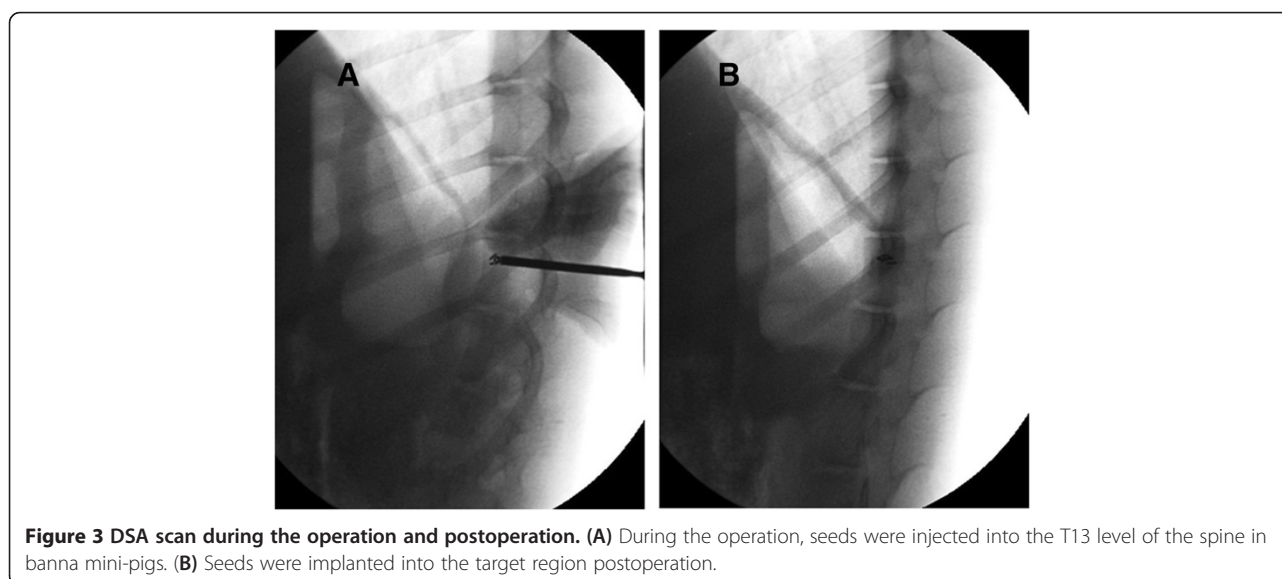 A
B
Figure 3 DSA scan during the operation and postoperation. (A) During the operation, seeds were injected into the T13 level of the spine in
banna mini-pigs. (B) Seeds were implanted into the target region postoperation.